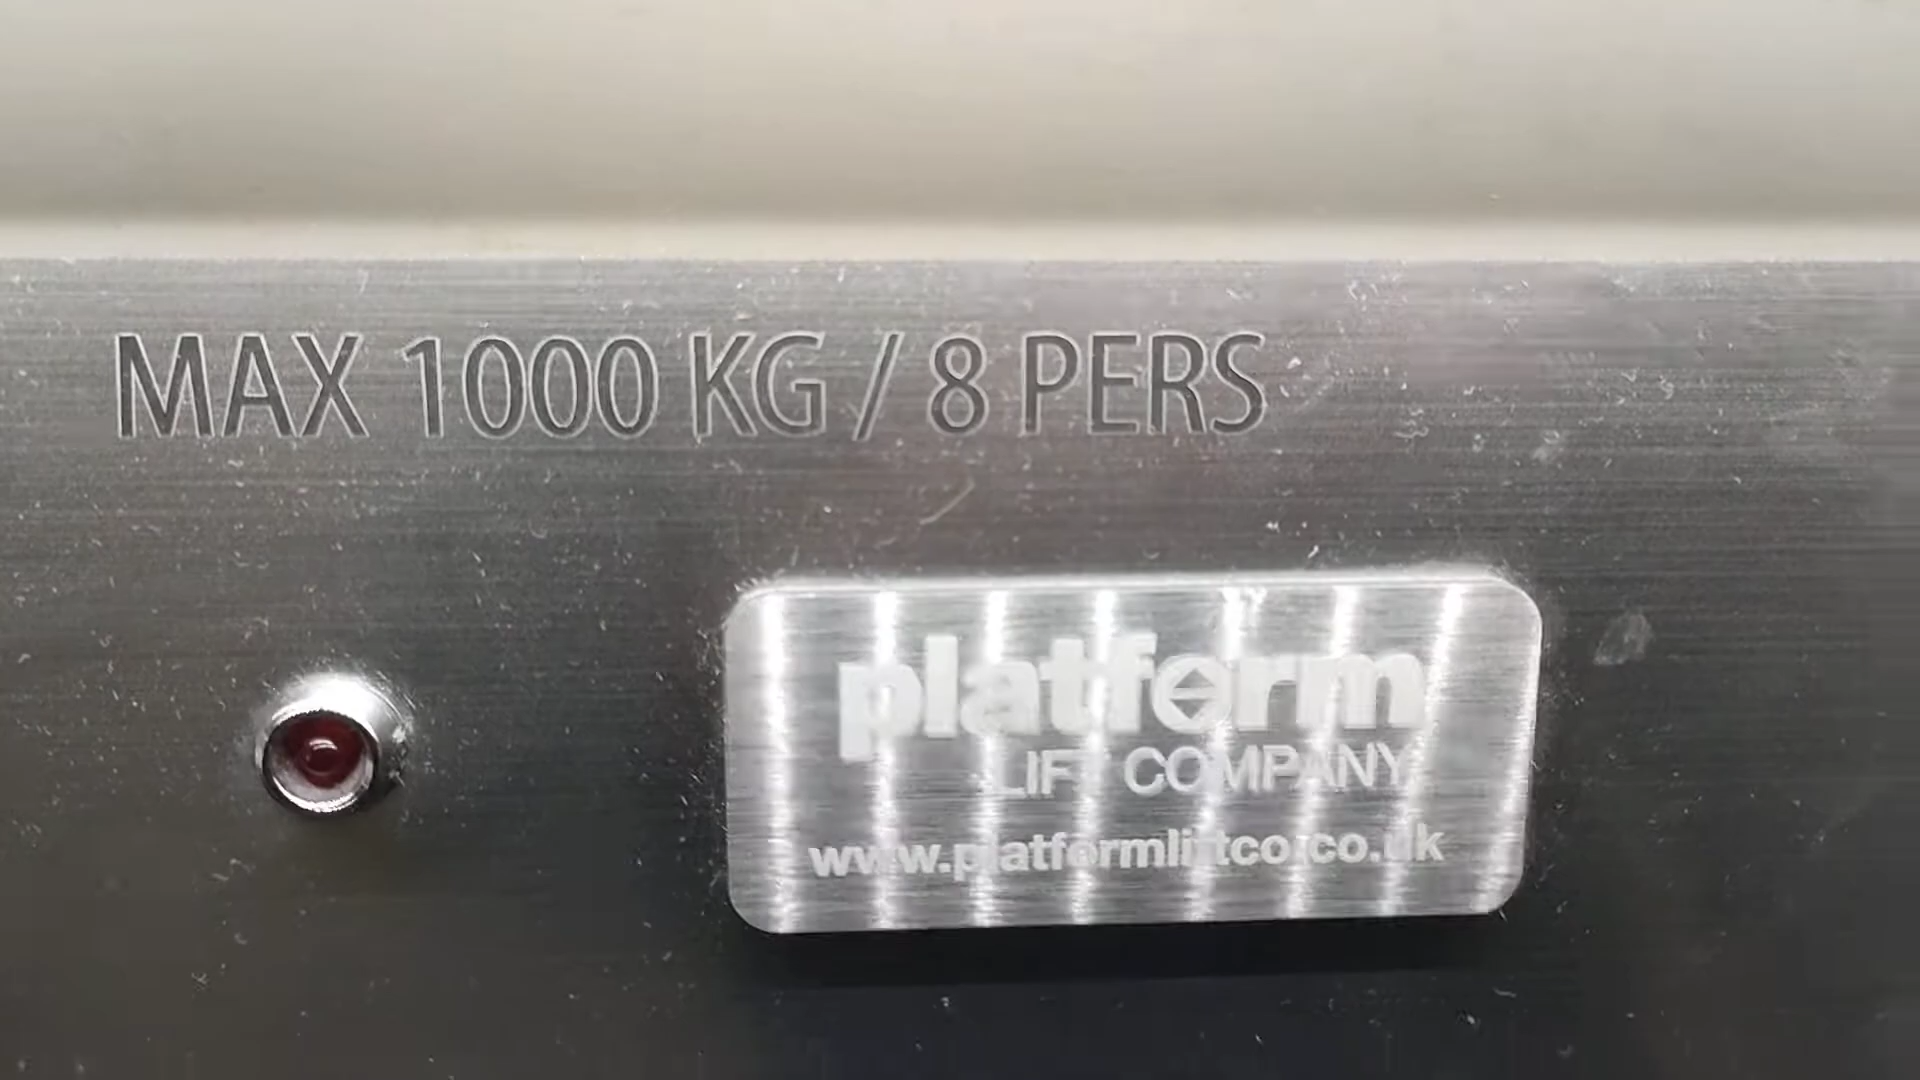 MAX 1000 KG / 8 PERS
platform
LIFT COMPANY
www.platformliftco.co.uk